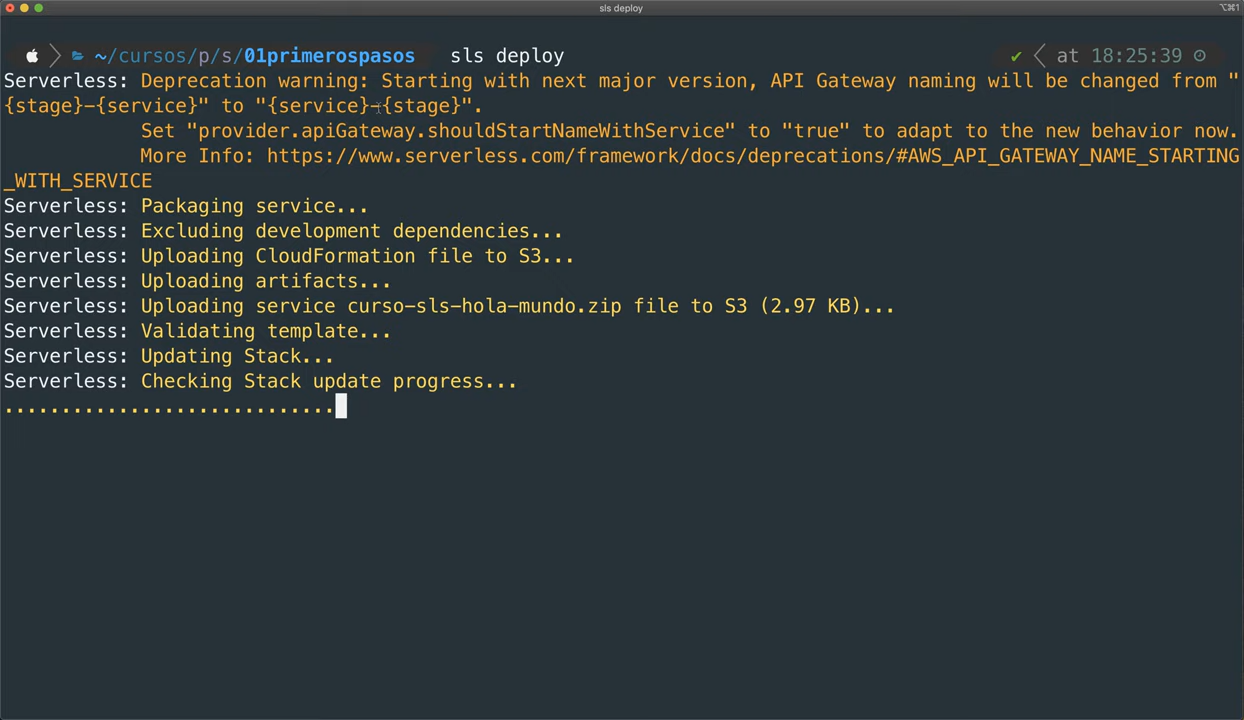 sls deploy
⌥⌘1
~/cursos/p/s/01primerospasos sls deploy ✔ at 18:25:39
Serverless: Deprecation warning: Starting with next major version, API Gateway naming will be changed from "
{stage}-{service}" to "{service}-{stage}".
Set "provider.apiGateway.shouldStartNameWithService" to "true" to adapt to the new behavior now.
More Info: https://www.serverless.com/framework/docs/deprecations/#AWS_API_GATEWAY_NAME_STARTING
_WITH_SERVICE
Serverless: Packaging service...
Serverless: Excluding development dependencies...
Serverless: Uploading CloudFormation file to S3...
Serverless: Uploading artifacts...
Serverless: Uploading service curso-sls-hola-mundo.zip file to S3 (2.97 KB)...
Serverless: Validating template...
Serverless: Updating Stack...
Serverless: Checking Stack update progress...
.............................